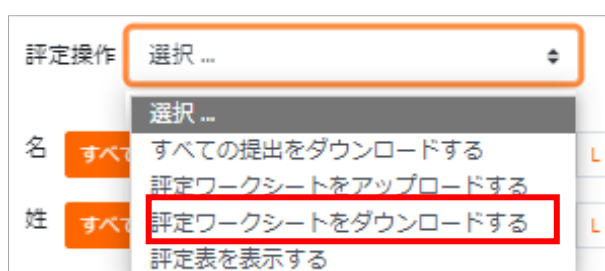 評定操作 選択 ...
選択 ...
名 すべて すべての提出をダウンロードする L
評定ワークシートをアップロードする
姓 すべて 評定ワークシートをダウンロードする L
評定表を表示する